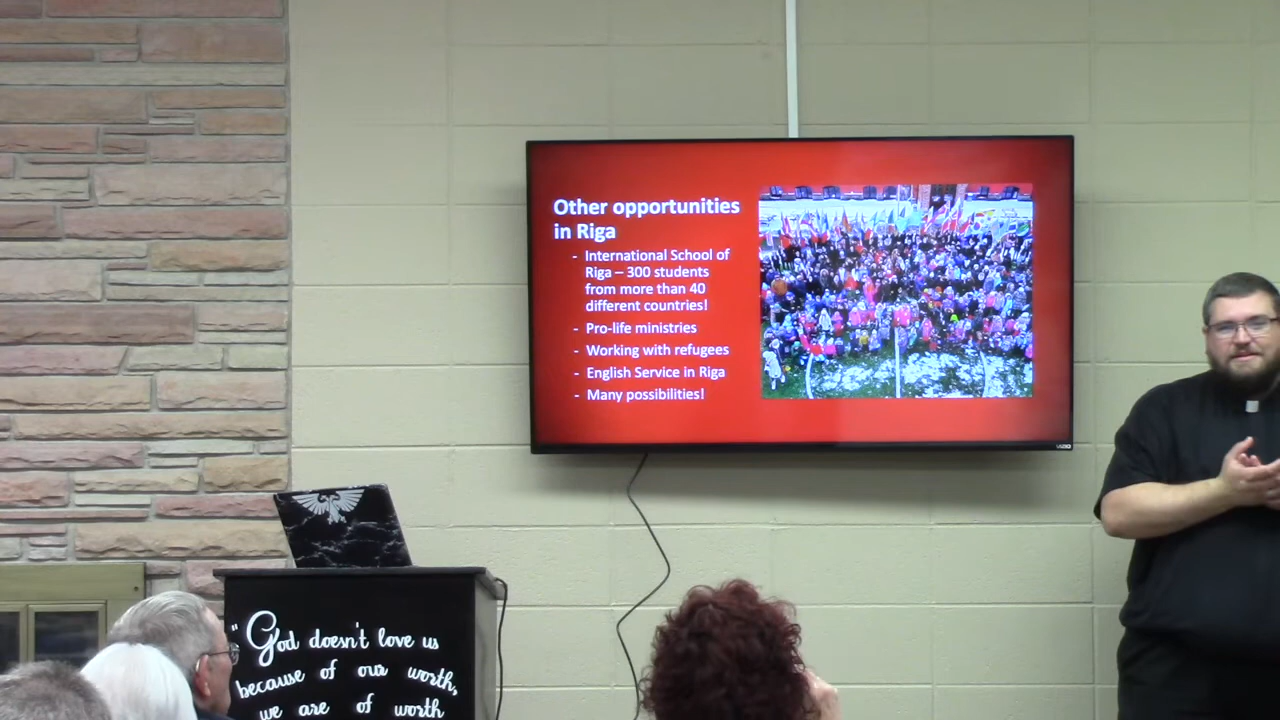 Other opportunities
in Riga
- International School of
Riga – 300 students
from more than 40
different countries!
- Pro-life ministries
- Working with refugees
- English Service in Riga
- Many possibilities!
VIZIO
"God doesn't love us
because of our worth,
we are of worth